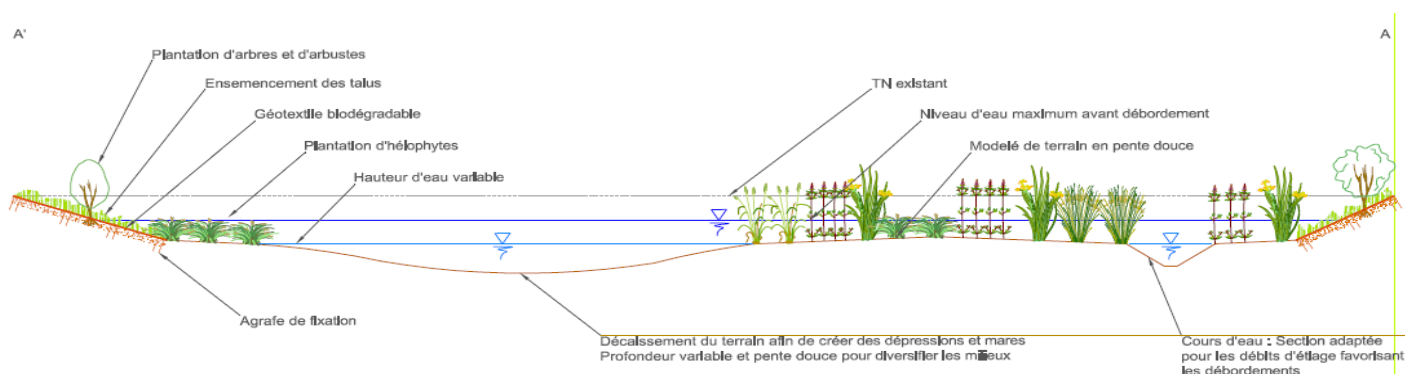 A'
A
Plantation d'arbres et d'arbustes
Ensemencement des talus
Géotextile biodégradable
Plantation d'hélophytes
Hauteur d'eau variable
TN existant
Niveau d'eau maximum avant débordement
Modelé de terrain en pente douce
Agrafe de fixation
Décaissement du terrain afin de créer des dépressions et mares
Profondeur variable et pente douce pour diversifier les
Cours d'eau : Section adaptée
pour les débits d'étiage favorisant
les débordements